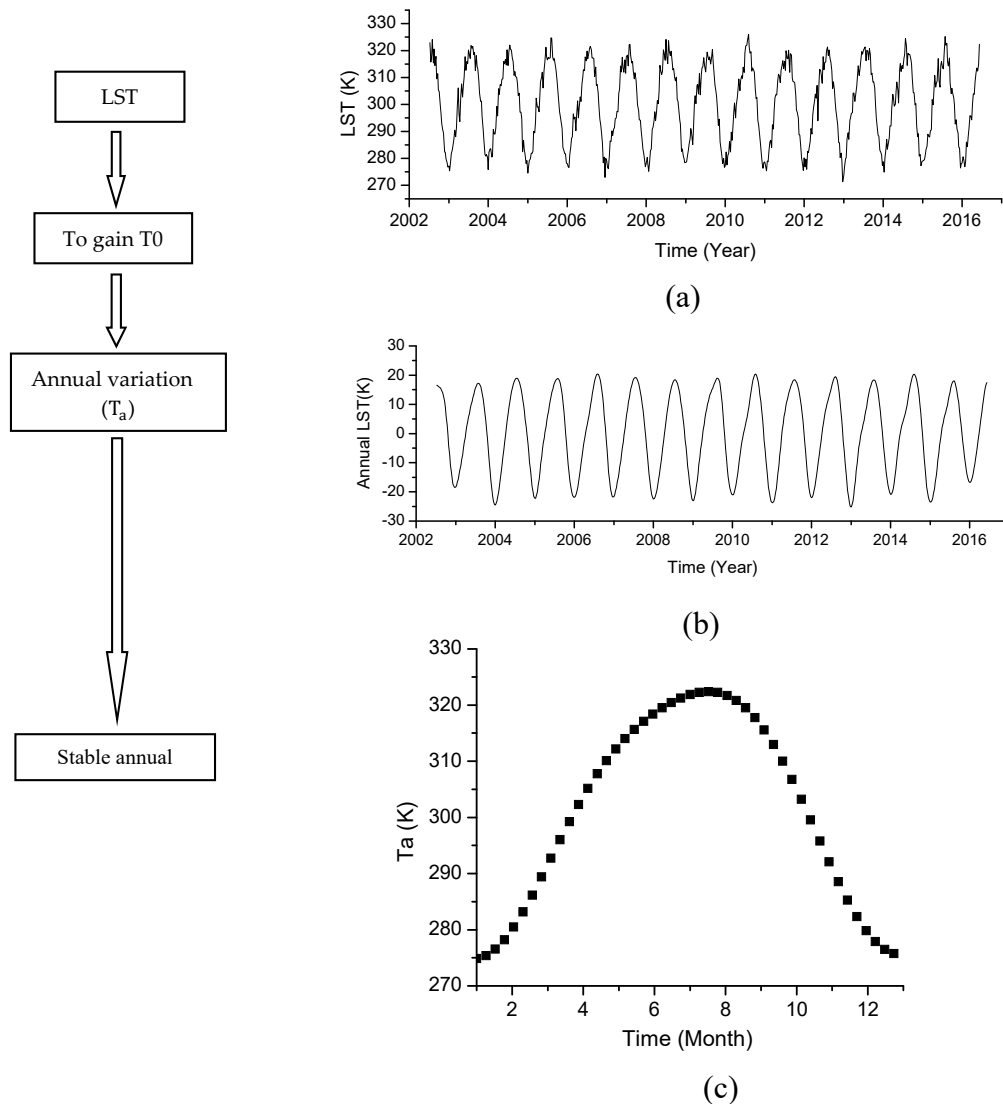 LST
To gain T0
Annual variation
(Tₐ)
Stable annual
330
320
310
300
290
280
270
LST (K)
2002 2004 2006 2008 2010 2012 2014 2016
Time (Year)
(a)
30
20
10
0
-10
-20
-30
Annual LST(K)
2002 2004 2006 2008 2010 2012 2014 2016
Time (Year)
(b)
330
320
310
300
290
280
270
Ta (K)
2 4 6 8 10 12
Time (Month)
(c)